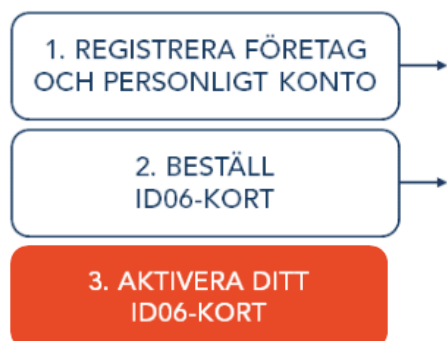 1. REGISTRERA FÖRETAG
OCH PERSONLIGT KONTO
2. BESTÄLL
ID06-KORT
3. AKTIVERA DITT
ID06-KORT